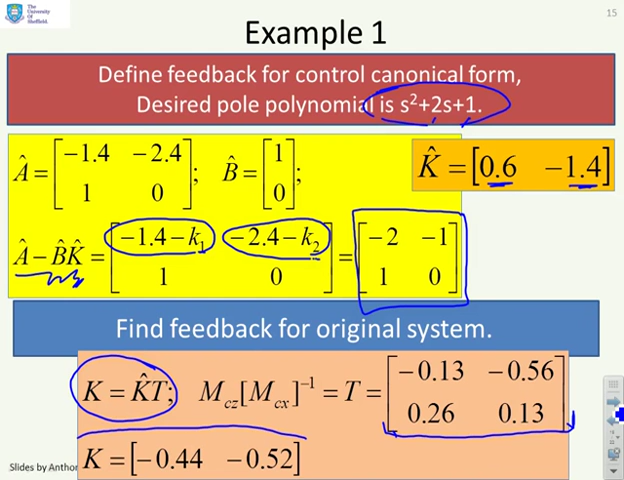 The
University
Of
Sheffield.
15
Example 1
Define feedback for control canonical form,
Desired pole polynomial is s²+2s+1.
Â = [−1.4 −2.4; 1 0]; B̂ = [1; 0];
K̂ = [0.6 −1.4]
Â − B̂K̂ = [−1.4 − k₁ −2.4 − k₂; 1 0] = [−2 −1; 1 0]
Find feedback for original system.
K = K̂T; M_cz[M_cx]⁻¹ = T = [−0.13 −0.56; 0.26 0.13]
K = [−0.44 −0.52]
Slides by Anthon